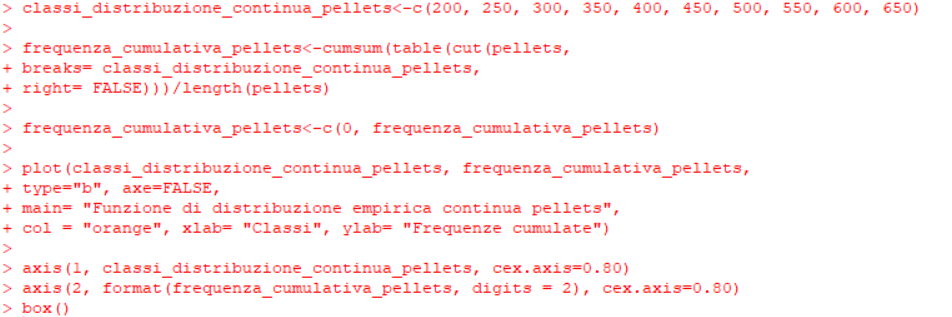 > classi_distribuzione_continua_pellets<-c(200, 250, 300, 350, 400, 450, 500, 550, 600, 650)
>
> frequenza_cumulativa_pellets<-cumsum(table(cut(pellets,
+ breaks= classi_distribuzione_continua_pellets,
+ right= FALSE)))/length(pellets)
>
> frequenza_cumulativa_pellets<-c(0, frequenza_cumulativa_pellets)
>
> plot(classi_distribuzione_continua_pellets, frequenza_cumulativa_pellets,
+ type="b", axe=FALSE,
+ main= "Funzione di distribuzione empirica continua pellets",
+ col = "orange", xlab= "Classi", ylab= "Frequenze cumulate")
>
> axis(1, classi_distribuzione_continua_pellets, cex.axis=0.80)
> axis(2, format(frequenza_cumulativa_pellets, digits = 2), cex.axis=0.80)
> box()